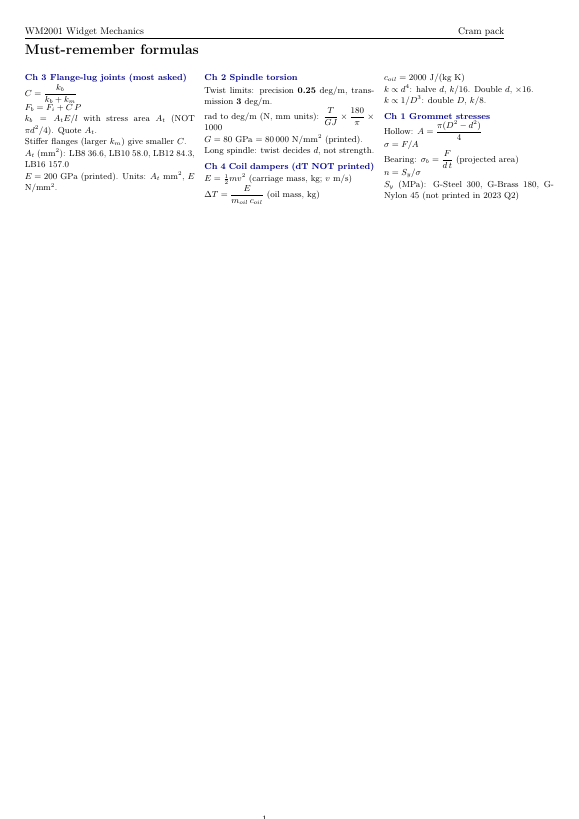 WM2001 Widget Mechanics Cram pack
Must-remember formulas
Ch 3 Flange-lug joints (most asked)
C = k_b / (k_b + k_m)
F_b = F_i + C P
k_b = A_t E/l with stress area A_t (NOT
πd²/4). Quote A_t.
Stiffer flanges (larger k_m) give smaller C.
A_t (mm²): LB8 36.6, LB10 58.0, LB12 84.3,
LB16 157.0
E = 200 GPa (printed). Units: A_t mm², E
N/mm².
Ch 2 Spindle torsion
Twist limits: precision 0.25 deg/m, trans-
mission 3 deg/m.
rad to deg/m (N, mm units): T/(GJ) × 180/π ×
1000
G = 80 GPa = 80 000 N/mm² (printed).
Long spindle: twist decides d, not strength.
Ch 4 Coil dampers (dT NOT printed)
E = ½mv² (carriage mass, kg; v m/s)
ΔT = E / (m_oil c_oil) (oil mass, kg)
c_oil = 2000 J/(kg K)
k ∝ d⁴: halve d, k/16. Double d, ×16.
k ∝ 1/D³: double D, k/8.
Ch 1 Grommet stresses
Hollow: A = π(D² − d²)/4
σ = F/A
Bearing: σ_b = F/(d t) (projected area)
n = S_y/σ
S_y (MPa): G-Steel 300, G-Brass 180, G-
Nylon 45 (not printed in 2023 Q2)
1